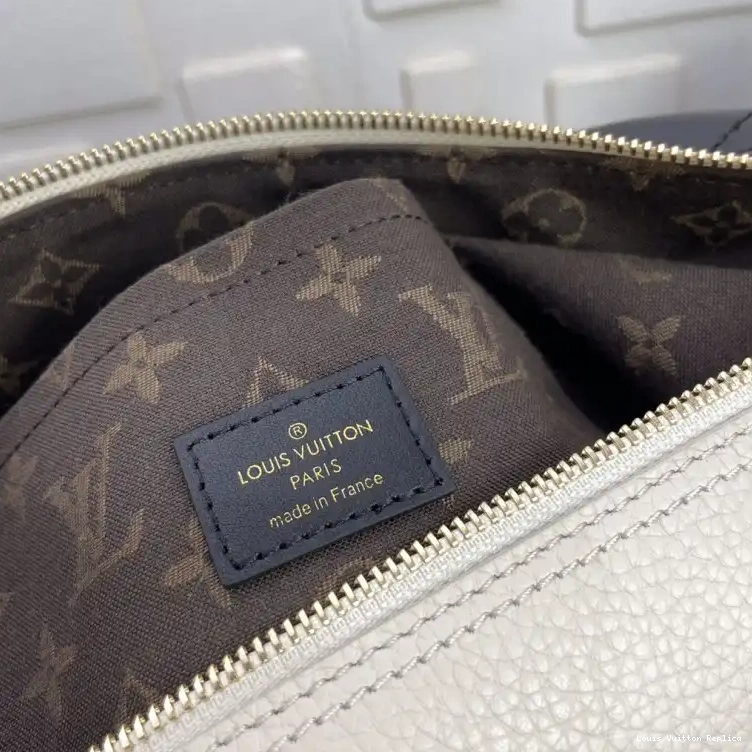 ®
LOUIS VUITTON
PARIS
made in France
Louis Vuitton Replica